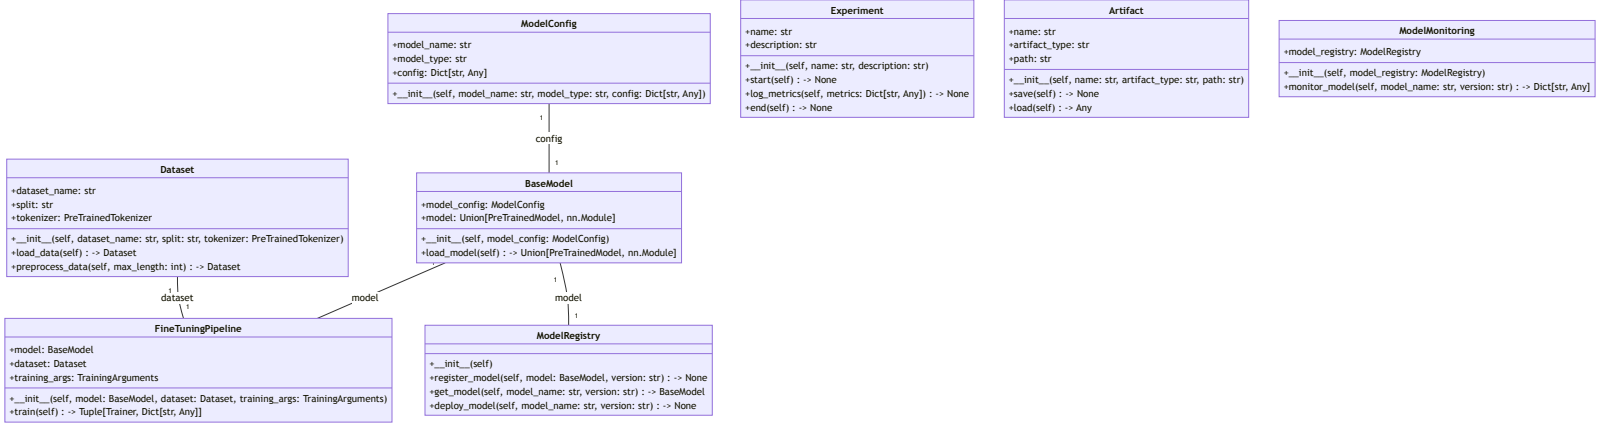 ModelConfig
+model_name: str
+model_type: str
+config: Dict[str, Any]
+__init__(self, model_name: str, model_type: str, config: Dict[str, Any])
Experiment
+name: str
+description: str
+__init__(self, name: str, description: str)
+start(self) : -> None
+log_metrics(self, metrics: Dict[str, Any]) : -> None
+end(self) : -> None
Artifact
+name: str
+artifact_type: str
+path: str
+__init__(self, name: str, artifact_type: str, path: str)
+save(self) : -> None
+load(self) : -> Any
ModelMonitoring
+model_registry: ModelRegistry
+__init__(self, model_registry: ModelRegistry)
+monitor_model(self, model_name: str, version: str) : -> Dict[str, Any]
1
config
1
Dataset
+dataset_name: str
+split: str
+tokenizer: PreTrainedTokenizer
+__init__(self, dataset_name: str, split: str, tokenizer: PreTrainedTokenizer)
+load_data(self) : -> Dataset
+preprocess_data(self, max_length: int) : -> Dataset
BaseModel
+model_config: ModelConfig
+model: Union[PreTrainedModel, nn.Module]
+__init__(self, model_config: ModelConfig)
+load_model(self) : -> Union[PreTrainedModel, nn.Module]
1
dataset
1
model
1
model
1
FineTuningPipeline
+model: BaseModel
+dataset: Dataset
+training_args: TrainingArguments
+__init__(self, model: BaseModel, dataset: Dataset, training_args: TrainingArguments)
+train(self) : -> Tuple[Trainer, Dict[str, Any]]
ModelRegistry
+__init__(self)
+register_model(self, model: BaseModel, version: str) : -> None
+get_model(self, model_name: str, version: str) : -> BaseModel
+deploy_model(self, model_name: str, version: str) : -> None